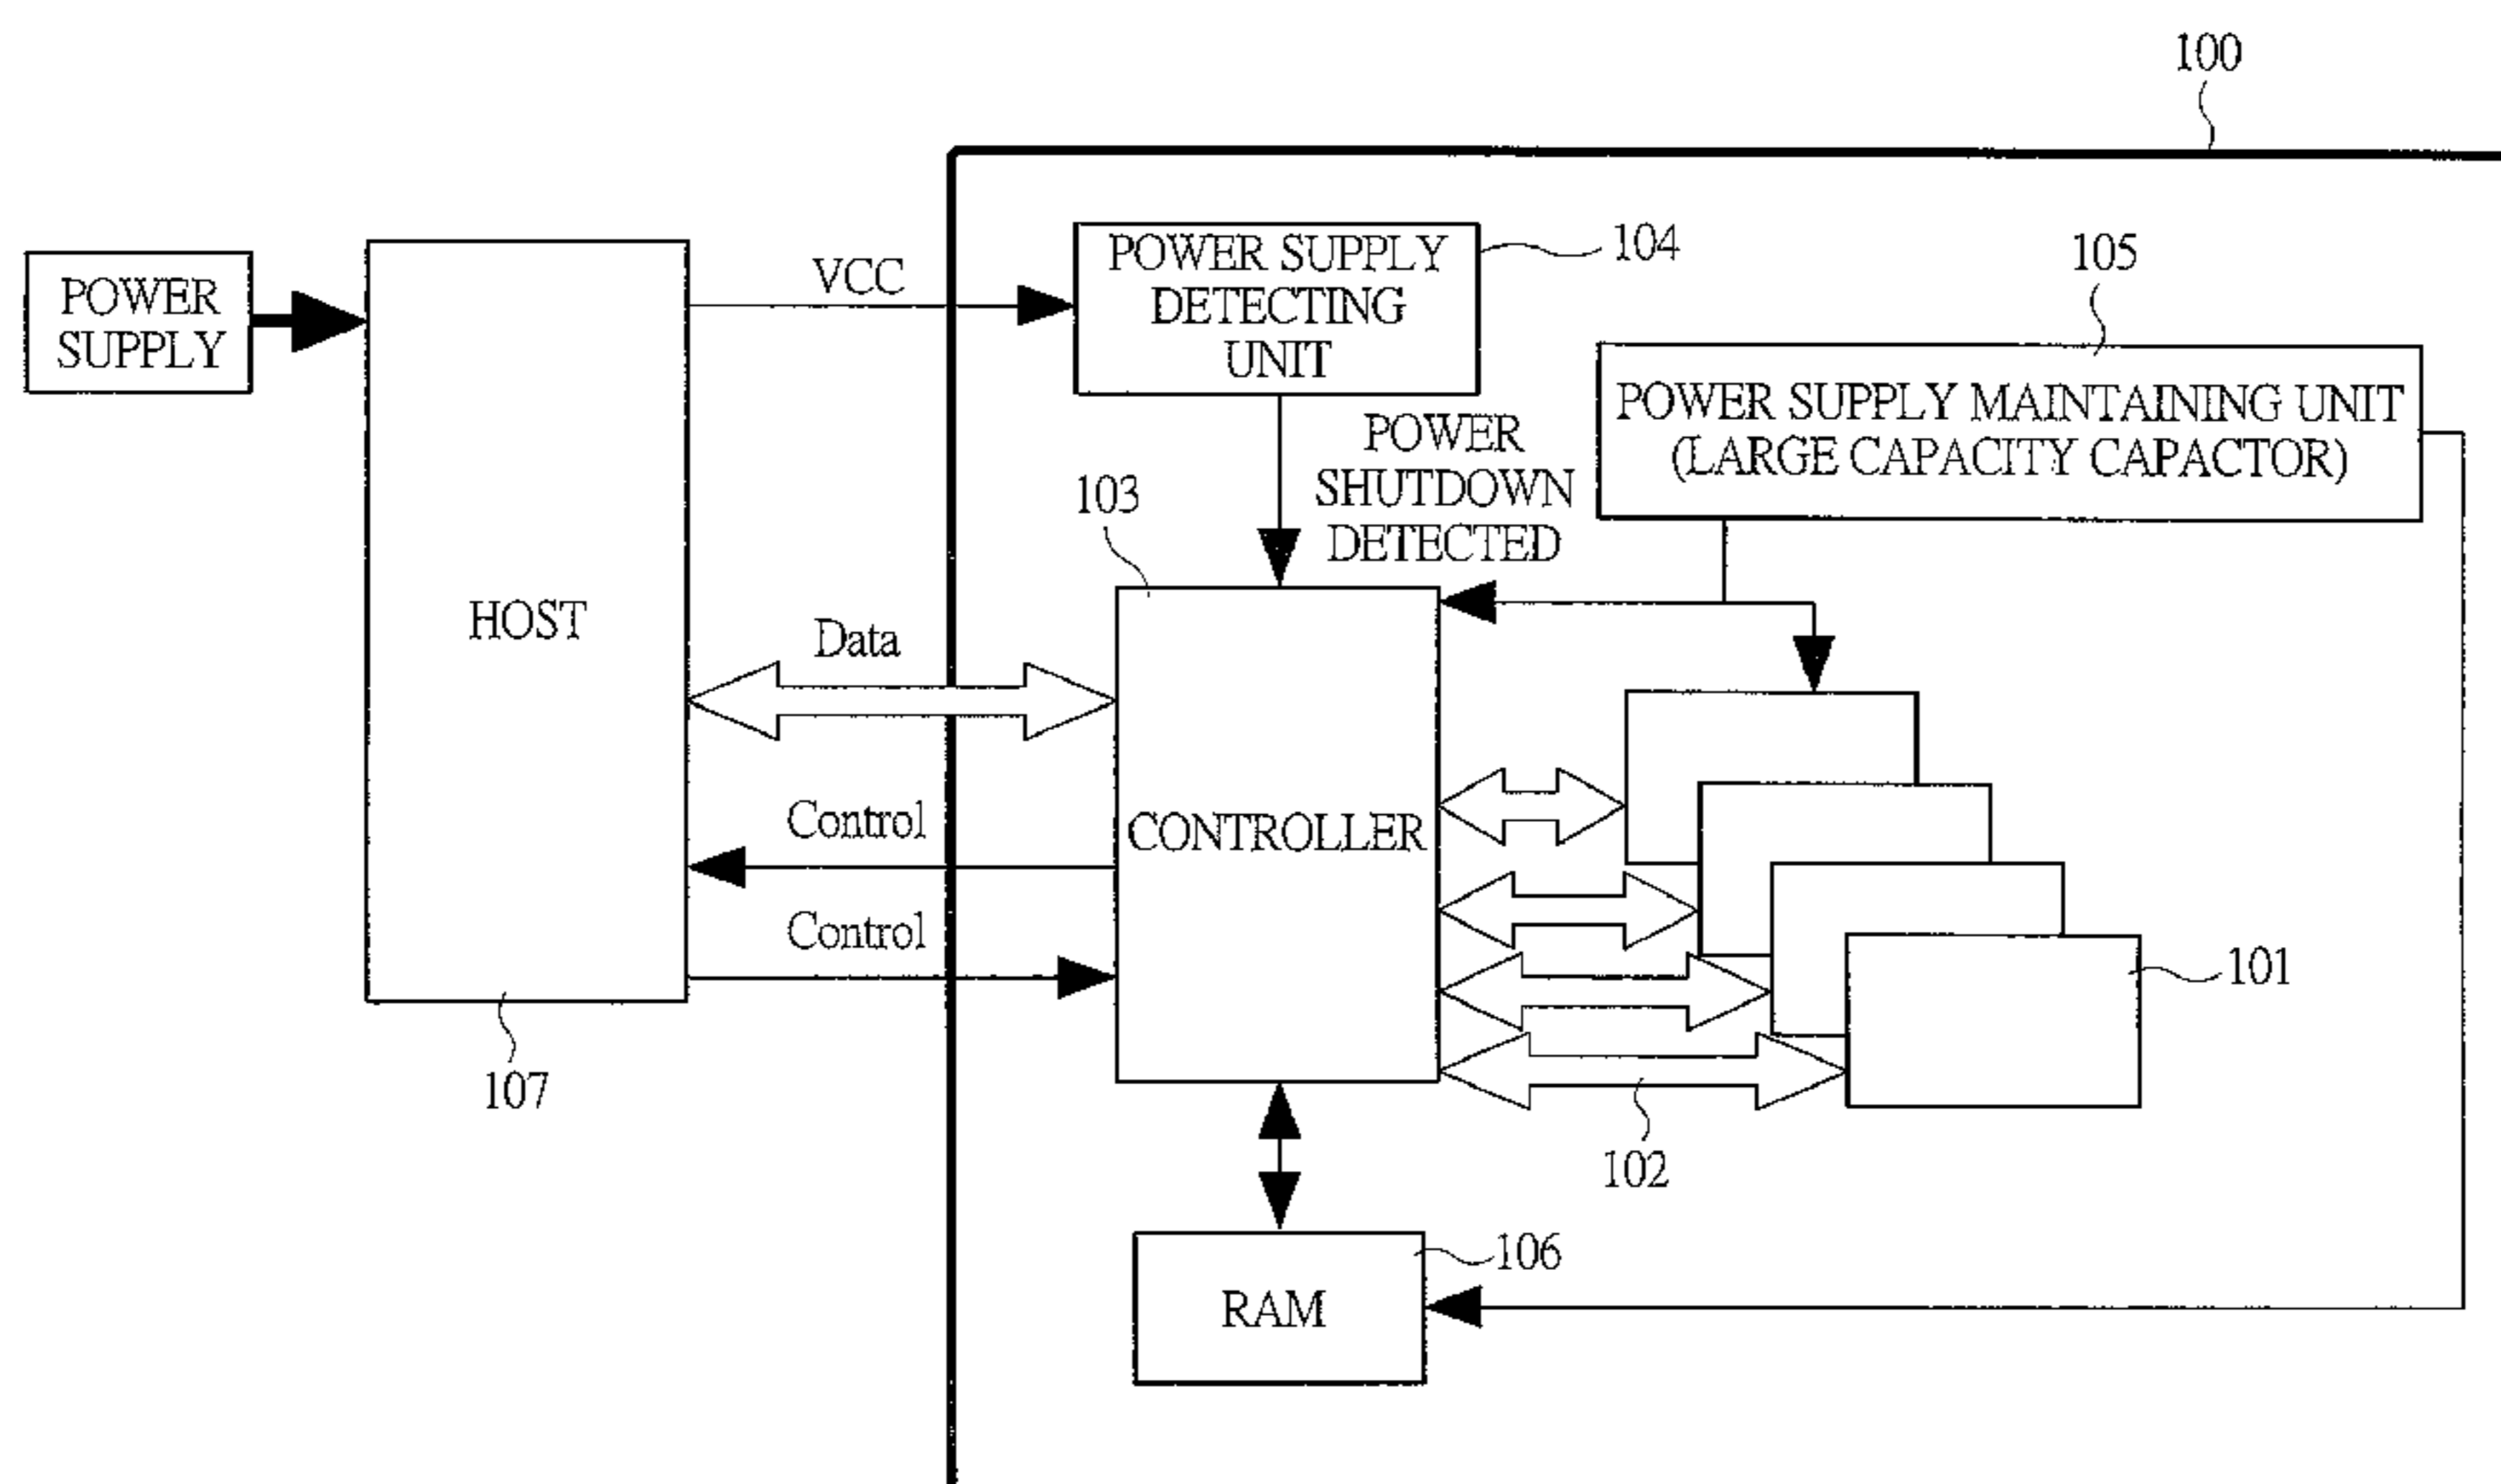 100
POWER SUPPLY
DETECTING
UNIT
104
105
POWER
SUPPLY
VCC
POWER SUPPLY MAINTAINING UNIT
(LARGE CAPACITY CAPACTOR)
POWER
SHUTDOWN
DETECTED
103
HOST
Data
Control
CONTROLLER
Control
101
107
102
106
RAM